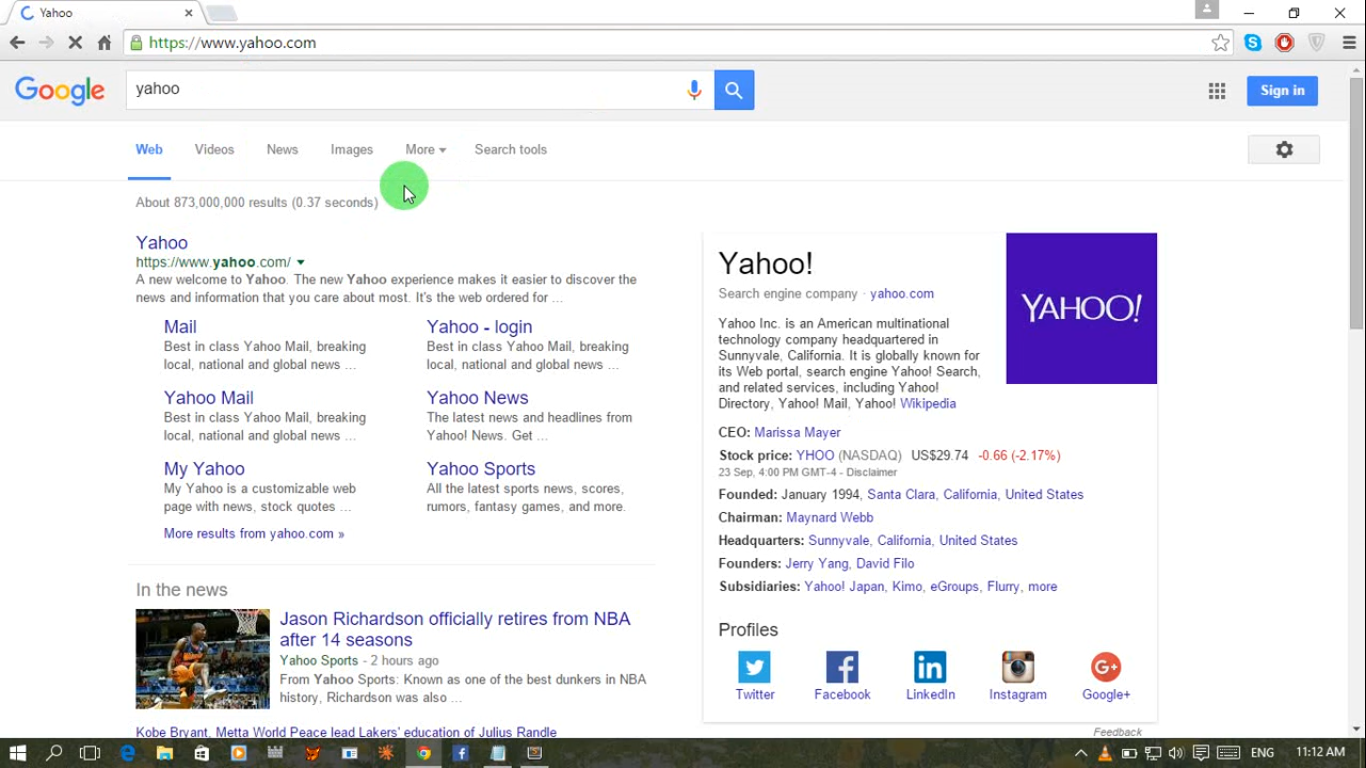 Yahoo
https://www.yahoo.com
Google
yahoo
Sign in
Web
Videos
News
Images
More
Search tools
About 873,000,000 results (0.37 seconds)
Yahoo
https://www.yahoo.com/
A new welcome to Yahoo. The new Yahoo experience makes it easier to discover the
news and information that you care about most. It's the web ordered for ...
Mail
Best in class Yahoo Mail, breaking
local, national and global news ...
Yahoo - login
Best in class Yahoo Mail, breaking
local, national and global news ...
Yahoo Mail
Best in class Yahoo Mail, breaking
local, national and global news ...
Yahoo News
The latest news and headlines from
Yahoo! News. Get ...
My Yahoo
My Yahoo is a customizable web
page with news, stock quotes ...
Yahoo Sports
All the latest sports news, scores,
rumors, fantasy games, and more.
More results from yahoo.com »
In the news
Jason Richardson officially retires from NBA
after 14 seasons
Yahoo Sports - 2 hours ago
From Yahoo Sports: Known as one of the best dunkers in NBA
history, Richardson was also ...
Kobe Bryant, Metta World Peace lead Lakers' education of Julius Randle
Yahoo!
Search engine company · yahoo.com
YAHOO!
Yahoo Inc. is an American multinational
technology company headquartered in
Sunnyvale, California. It is globally known for
its Web portal, search engine Yahoo! Search,
and related services, including Yahoo!
Directory, Yahoo! Mail, Yahoo! Wikipedia
CEO: Marissa Mayer
Stock price: YHOO (NASDAQ) US$29.74 -0.66 (-2.17%)
23 Sep, 4:00 PM GMT-4 - Disclaimer
Founded: January 1994, Santa Clara, California, United States
Chairman: Maynard Webb
Headquarters: Sunnyvale, California, United States
Founders: Jerry Yang, David Filo
Subsidiaries: Yahoo! Japan, Kimo, eGroups, Flurry, more
Profiles
Twitter
Facebook
LinkedIn
Instagram
Google+
Feedback
ENG
11:12 AM